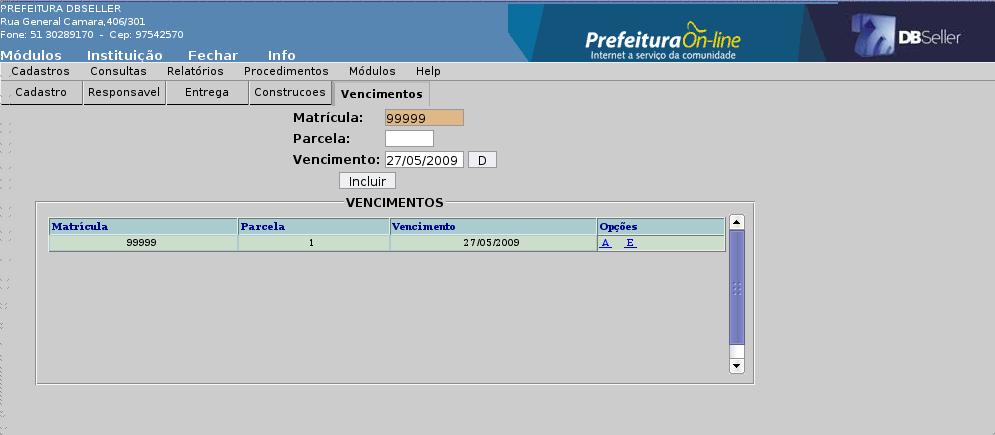 PREFEITURA DBSELLER
Rua General Camara,406/301
Fone: 51 30289170 - Cep: 97542570
Prefeitura On-line
Internet a serviço da comunidade
DBSeller
Módulos Instituição Fechar Info
Cadastros Consultas Relatórios Procedimentos Módulos Help
Cadastro Responsavel Entrega Construcoes Vencimentos
Matrícula: 99999
Parcela:
Vencimento: 27/05/2009 D
Incluir
VENCIMENTOS
Matrícula Parcela Vencimento Opções
99999 1 27/05/2009 A E